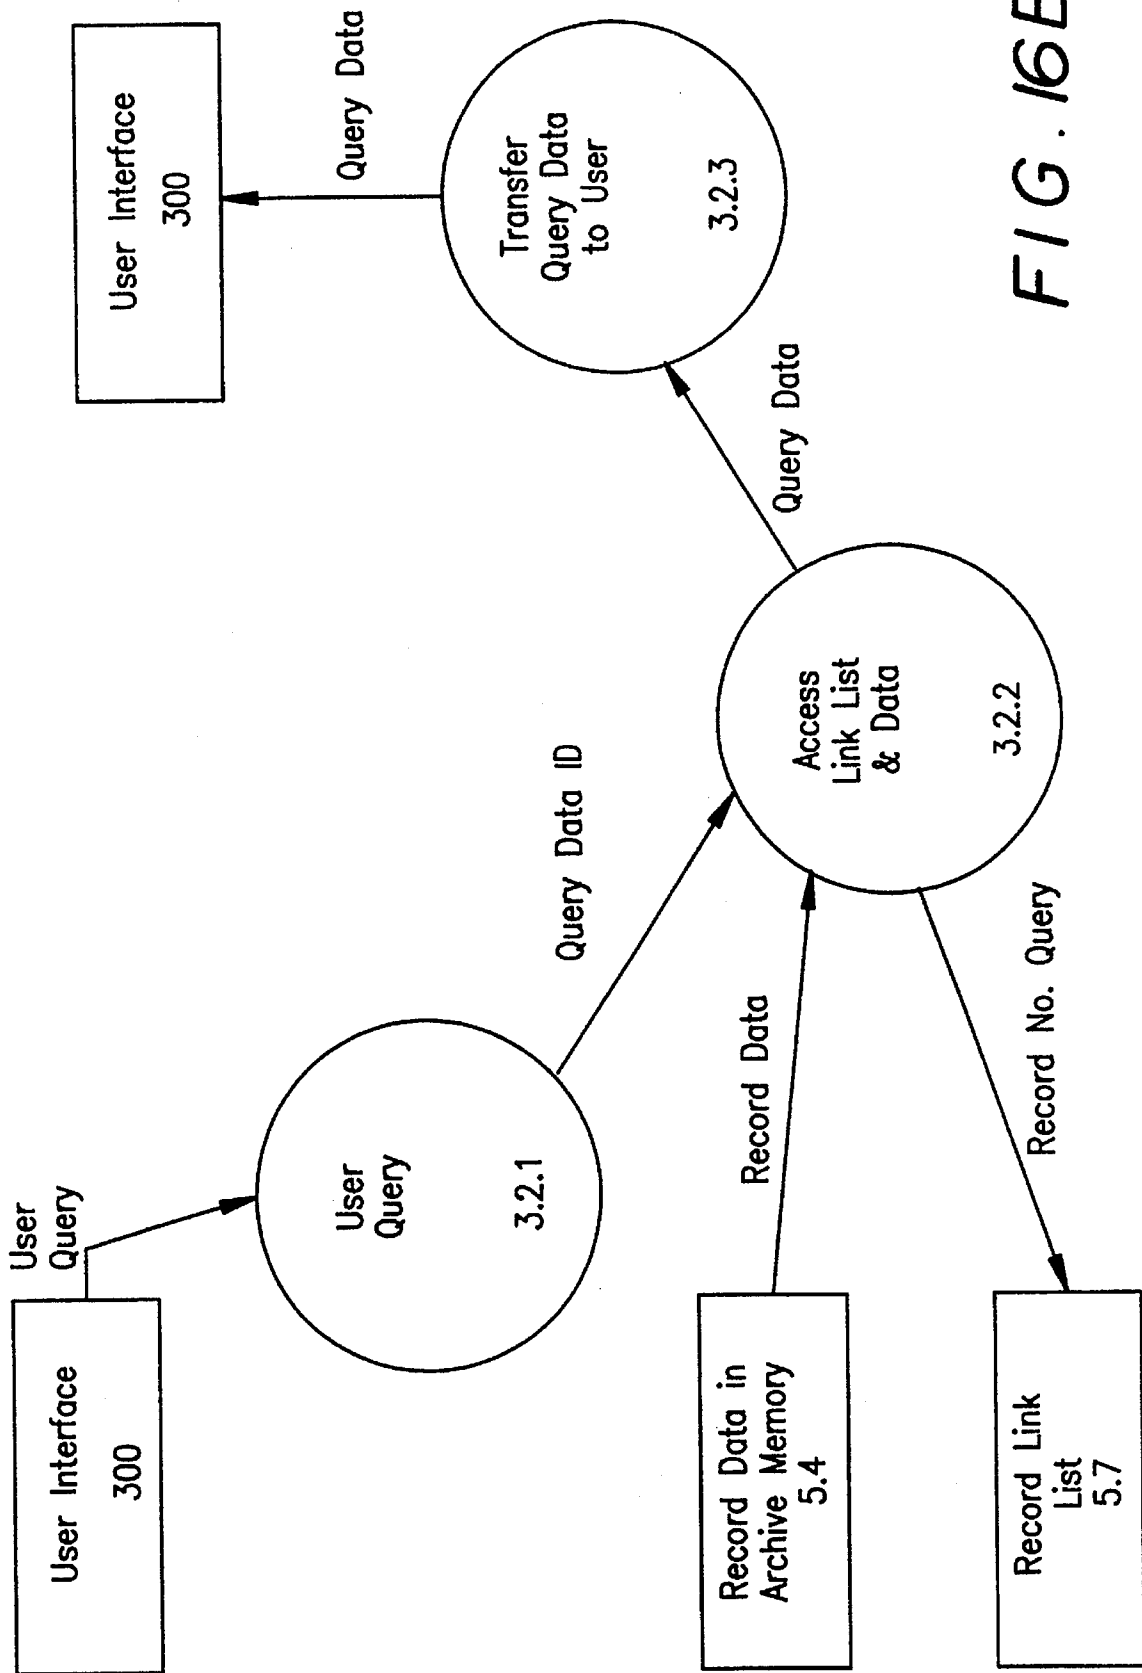 User Interface
300
User
Query
User
Query
3.2.1
Query Data ID
Record Data in
Archive Memory
5.4
Record Data
Record Link
List
5.7
Record No. Query
Access
Link List
& Data
3.2.2
Query Data
Transfer
Query Data
to User
3.2.3
Query Data
User Interface
300
FIG. 16E